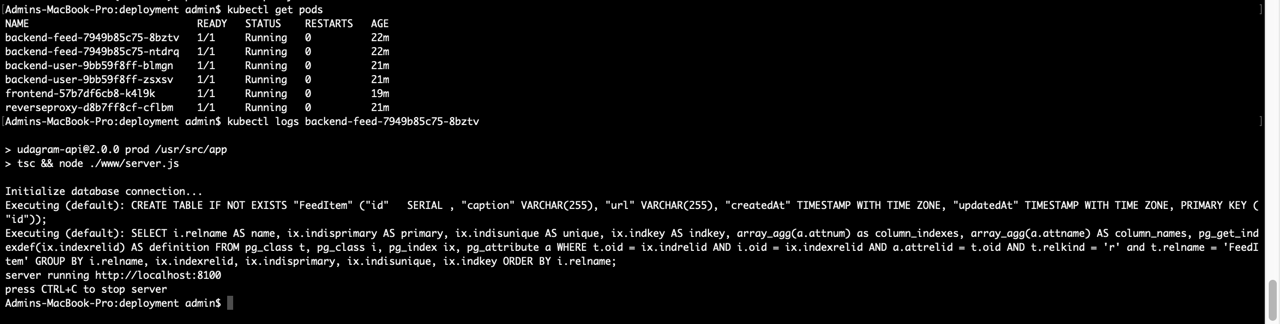 [Admins-MacBook-Pro:deployment admin$ kubectl get pods ]
NAME READY STATUS RESTARTS AGE
backend-feed-7949b85c75-8bztv 1/1 Running 0 22m
backend-feed-7949b85c75-ntdrq 1/1 Running 0 22m
backend-user-9bb59f8ff-blmgn 1/1 Running 0 21m
backend-user-9bb59f8ff-zsxsv 1/1 Running 0 21m
frontend-57b7df6cb8-k4l9k 1/1 Running 0 19m
reverseproxy-d8b7ff8cf-cflbm 1/1 Running 0 21m
[Admins-MacBook-Pro:deployment admin$ kubectl logs backend-feed-7949b85c75-8bztv ]
> udagram-api@2.0.0 prod /usr/src/app
> tsc && node ./www/server.js
Initialize database connection...
Executing (default): CREATE TABLE IF NOT EXISTS "FeedItem" ("id" SERIAL , "caption" VARCHAR(255), "url" VARCHAR(255), "createdAt" TIMESTAMP WITH TIME ZONE, "updatedAt" TIMESTAMP WITH TIME ZONE, PRIMARY KEY (
"id"));
Executing (default): SELECT i.relname AS name, ix.indisprimary AS primary, ix.indisunique AS unique, ix.indkey AS indkey, array_agg(a.attnum) as column_indexes, array_agg(a.attname) AS column_names, pg_get_ind
exdef(ix.indexrelid) AS definition FROM pg_class t, pg_class i, pg_index ix, pg_attribute a WHERE t.oid = ix.indrelid AND i.oid = ix.indexrelid AND a.attrelid = t.oid AND t.relkind = 'r' and t.relname = 'FeedI
tem' GROUP BY i.relname, ix.indexrelid, ix.indisprimary, ix.indisunique, ix.indkey ORDER BY i.relname;
server running http://localhost:8100
press CTRL+C to stop server
Admins-MacBook-Pro:deployment admin$